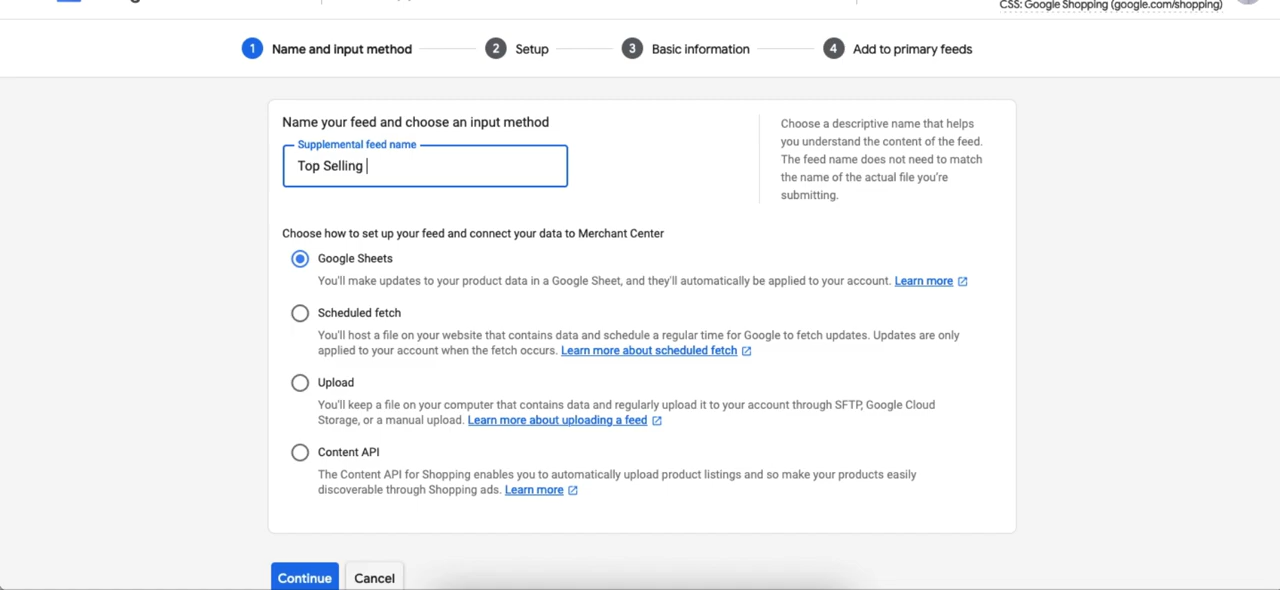 CSS: Google Shopping (google.com/shopping)
1 Name and input method 2 Setup 3 Basic information 4 Add to primary feeds
Name your feed and choose an input method
Supplemental feed name
Top Selling
Choose a descriptive name that helps
you understand the content of the feed.
The feed name does not need to match
the name of the actual file you're
submitting.
Choose how to set up your feed and connect your data to Merchant Center
Google Sheets
You'll make updates to your product data in a Google Sheet, and they'll automatically be applied to your account. Learn more
Scheduled fetch
You'll host a file on your website that contains data and schedule a regular time for Google to fetch updates. Updates are only
applied to your account when the fetch occurs. Learn more about scheduled fetch
Upload
You'll keep a file on your computer that contains data and regularly upload it to your account through SFTP, Google Cloud
Storage, or a manual upload. Learn more about uploading a feed
Content API
The Content API for Shopping enables you to automatically upload product listings and so make your products easily
discoverable through Shopping ads. Learn more
Continue Cancel